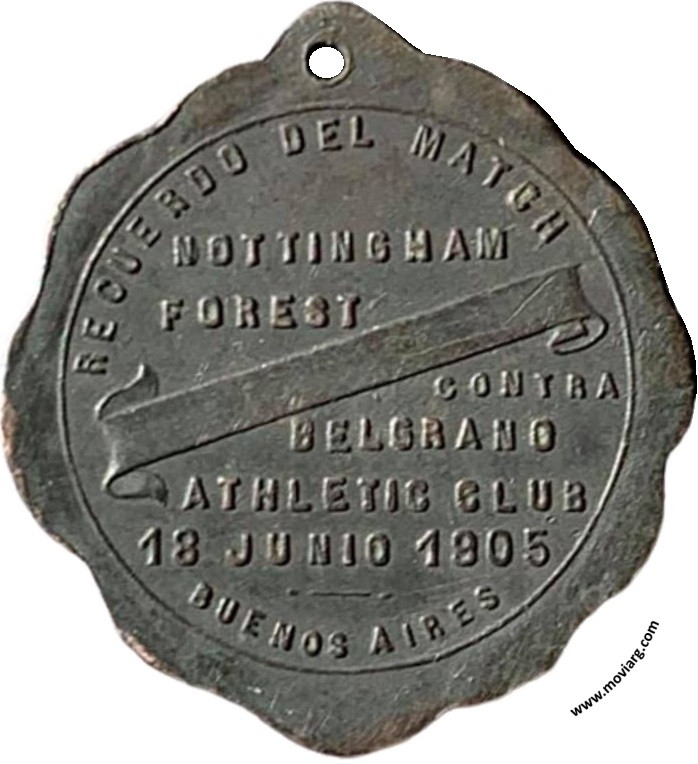 RECUERDO DEL MATCH
NOTTINGHAM
FOREST
CONTRA
BELGRANO
ATHLETIC CLUB
18 JUNIO 1905
BUENOS AIRES
www.moviarg.com